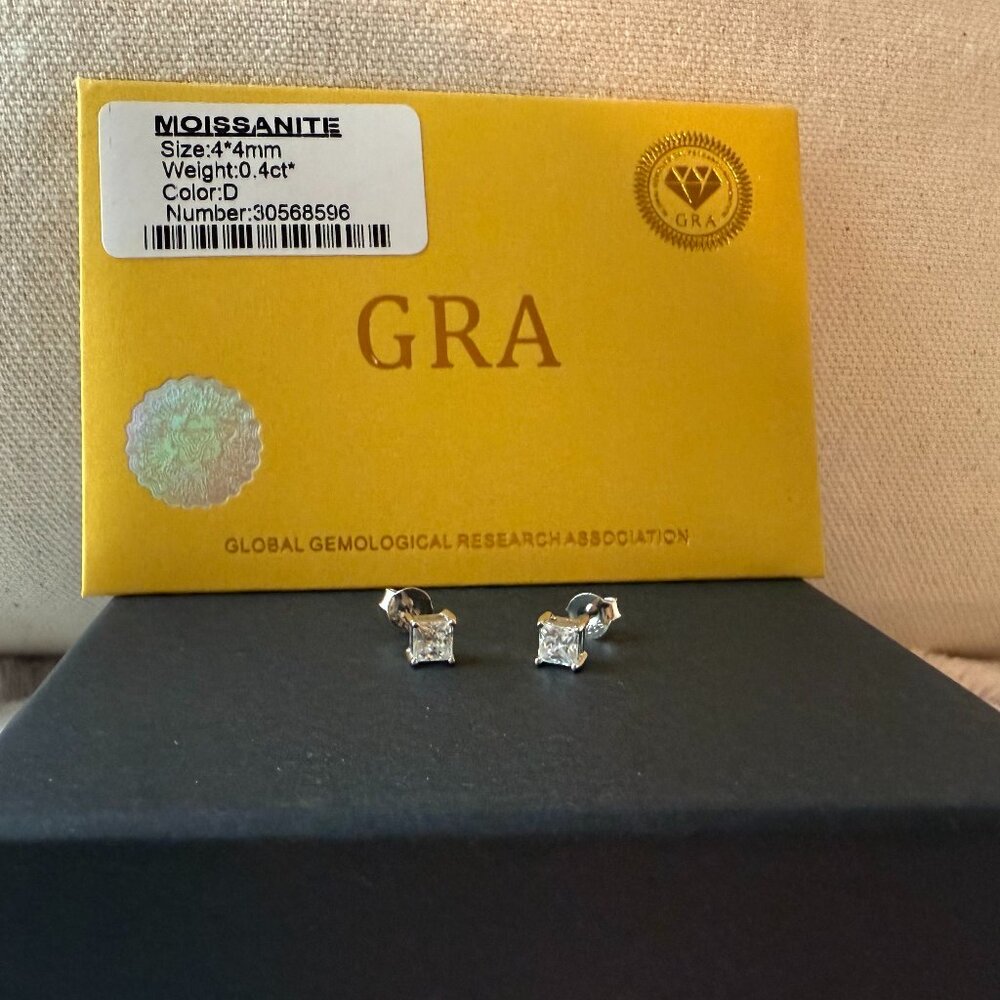 MOISSANITE
Size:4*4mm
Weight:0.4ct*
Color:D
Number:30568596
GRA
GRA
GLOBAL GEMOLOGICAL RESEARCH ASSOCIATION